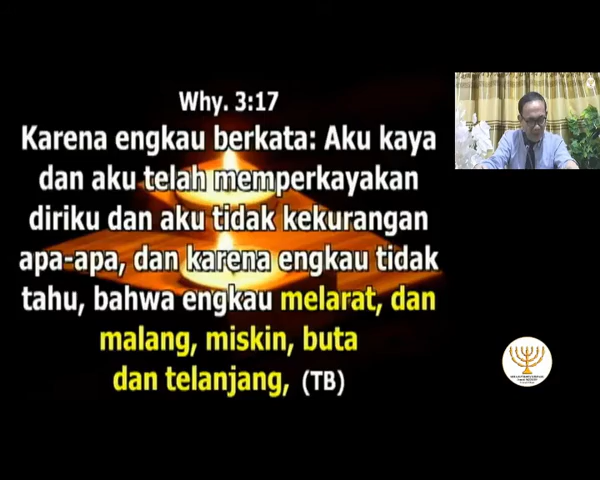 Why. 3:17
Karena engkau berkata: Aku kaya
dan aku telah memperkayakan
diriku dan aku tidak kekurangan
apa-apa, dan karena engkau tidak
tahu, bahwa engkau melarat, dan
malang, miskin, buta
dan telanjang, (TB)